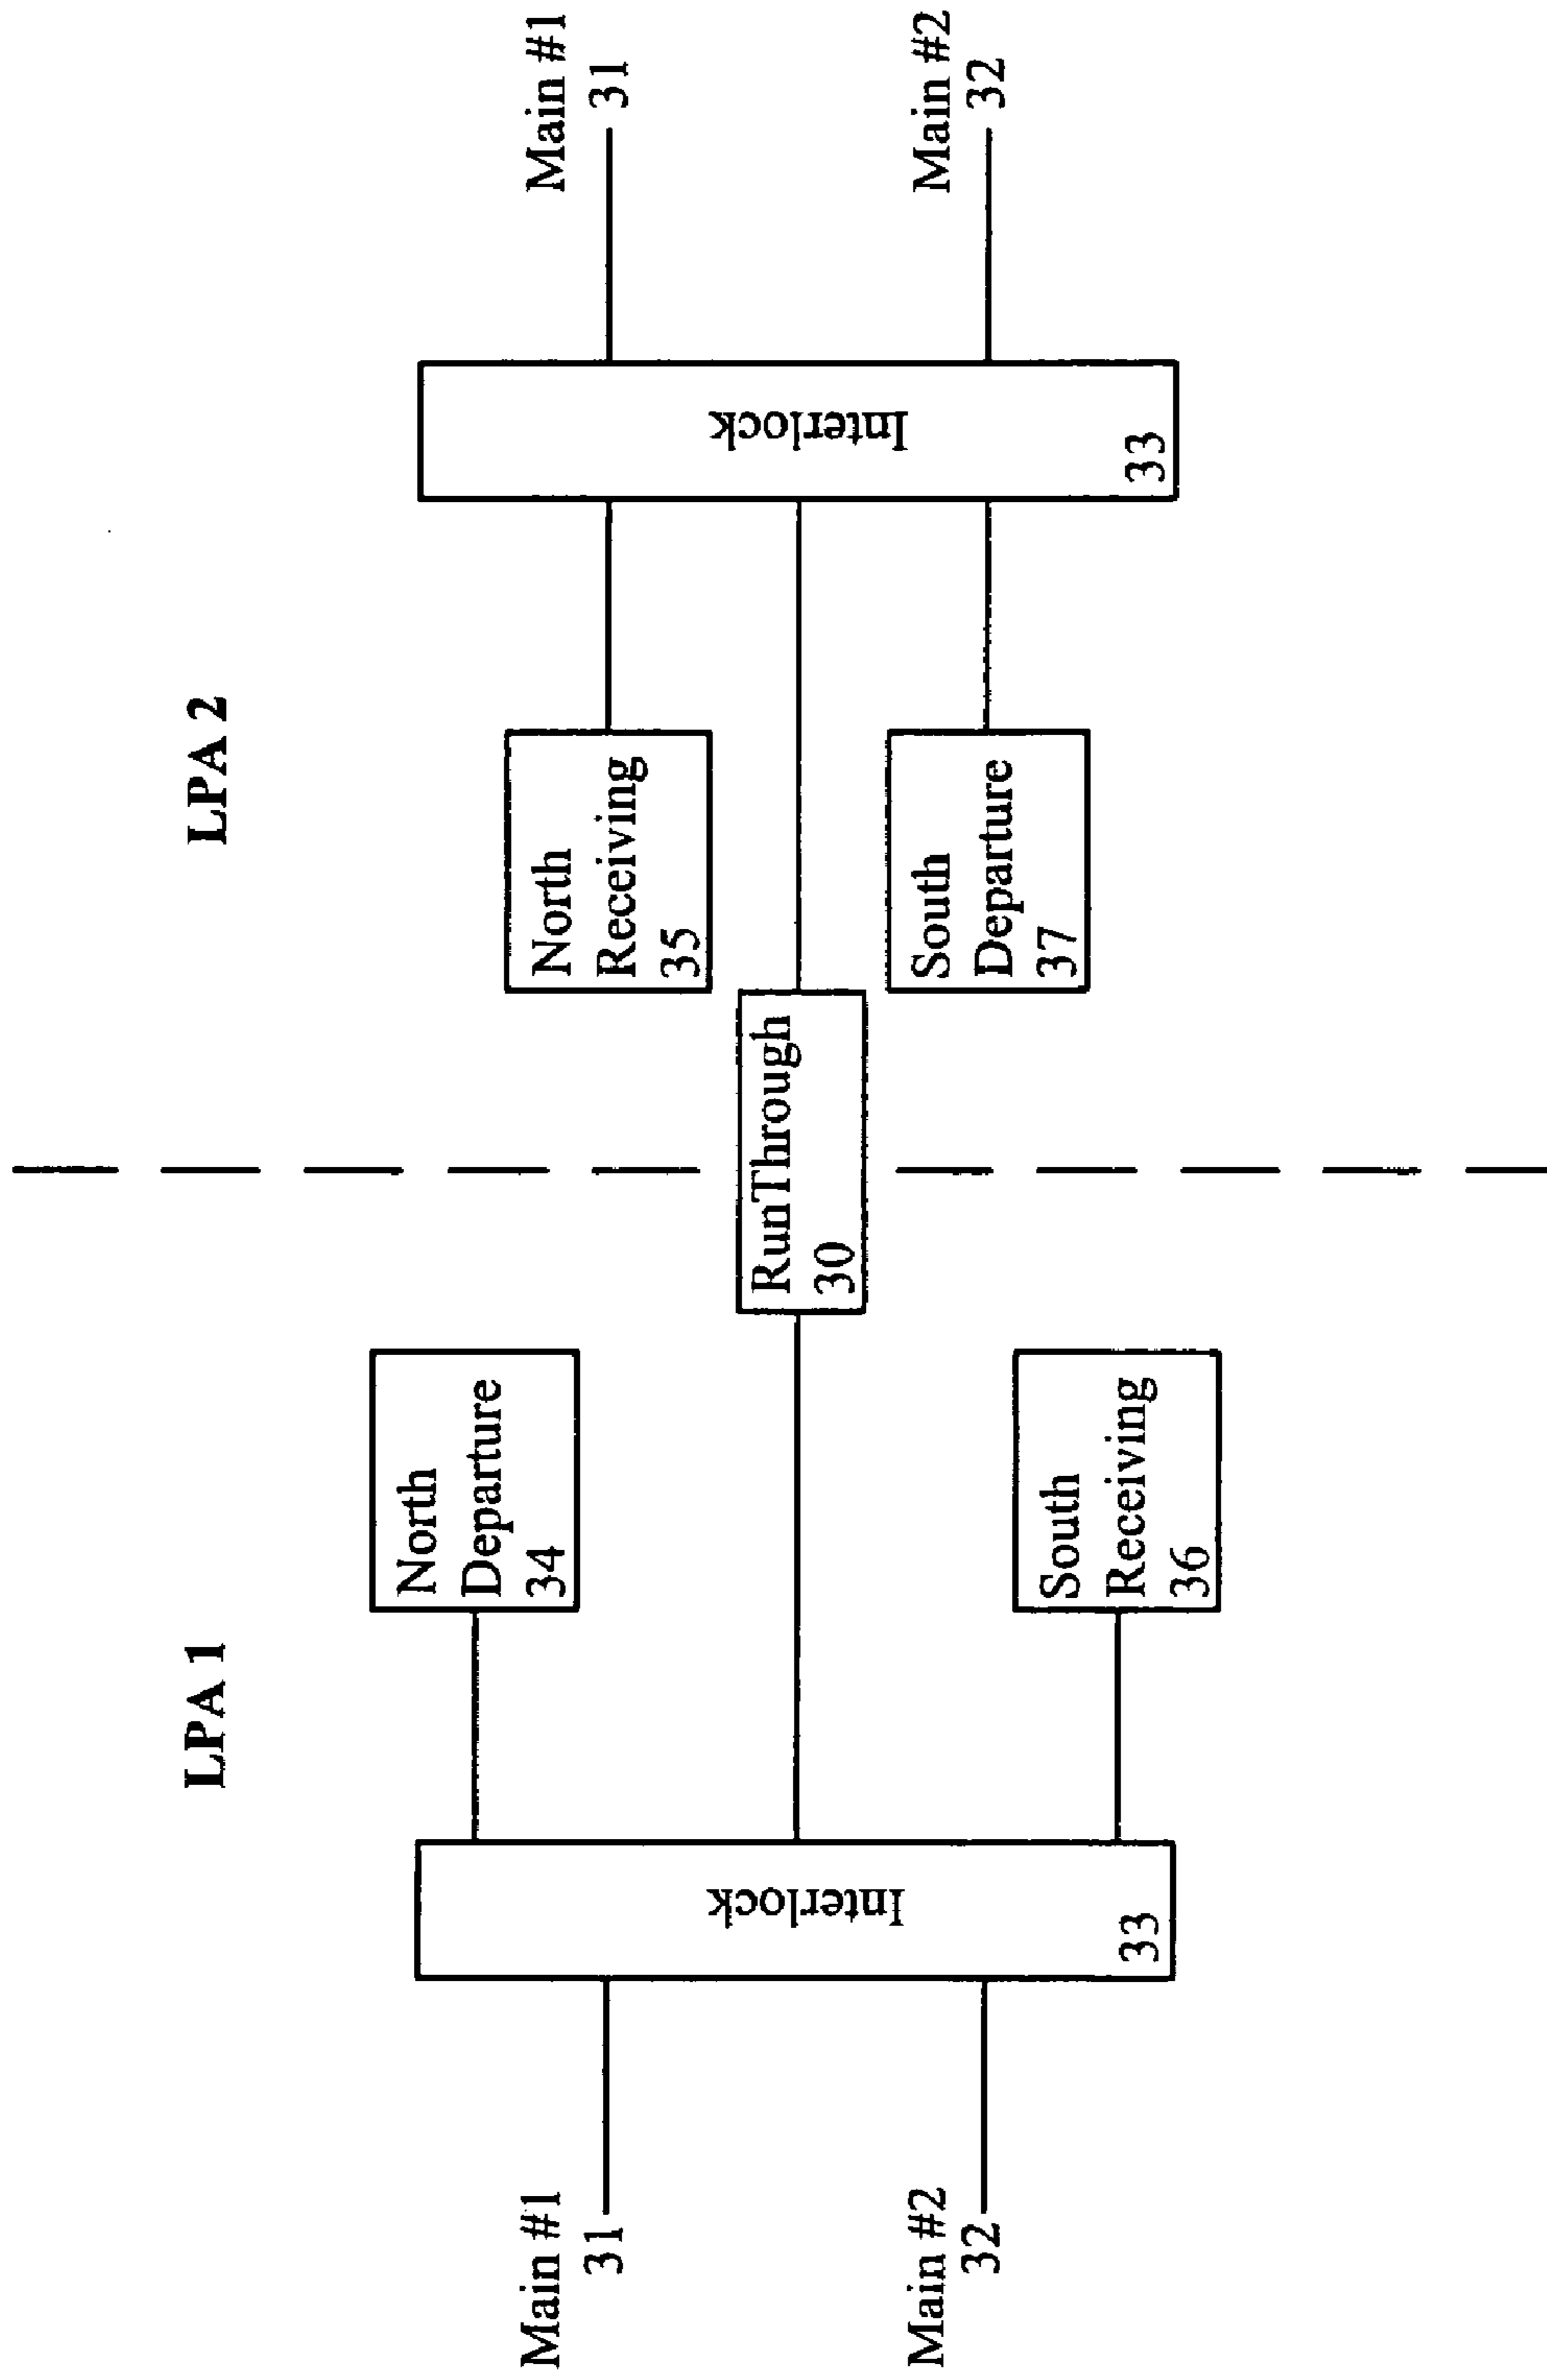 LPA 1
LPA 2
Main #1
31
Main #2
32
Interlock
33
North
Departure
34
South
Receiving
36
RunThrough
30
North
Receiving
35
South
Departure
37
Interlock
33
Main #1
31
Main #2
32